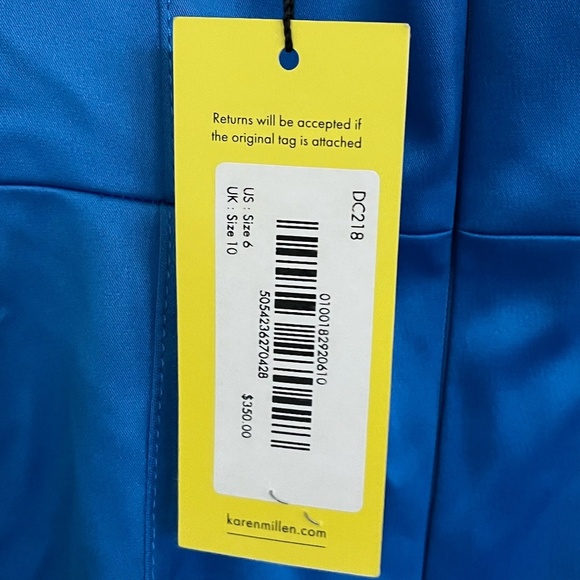 Returns will be accepted if
the original tag is attached
DC218
US : Size 6
UK : Size 10
0100182920610
5054236270428
$350.00
karenmillen.com